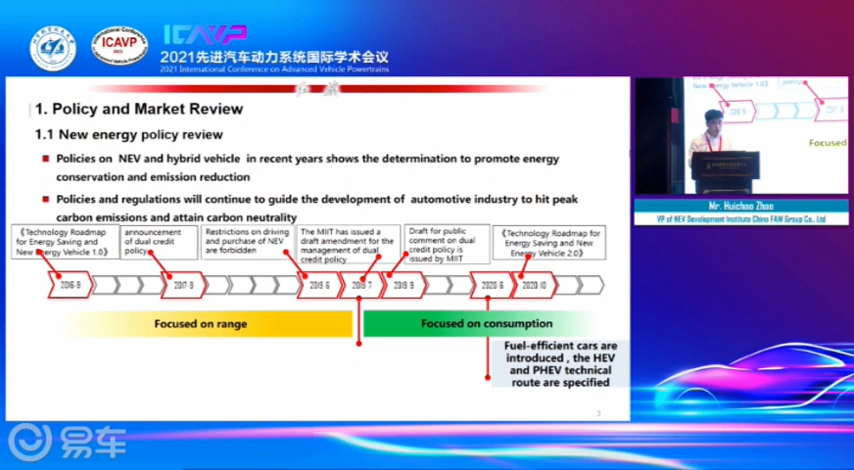 ICAVP
2021
ICAVP
2021先进汽车动力系统国际学术会议
2021 International Conference on Advanced Vehicle Powertrains
1. Policy and Market Review
1.1 New energy policy review
Policies on NEV and hybrid vehicle in recent years shows the determination to promote energy
conservation and emission reduction
Policies and regulations will continue to guide the development of automotive industry to hit peak
carbon emissions and attain carbon neutrality
《Technology Roadmap
for Energy Saving and
New Energy Vehicle 1.0》
announcement
of dual credit
policy
Restrictions on driving
and purchase of NEV
are forbidden
The MIIT has issued a
draft amendment for the
management of dual
credit policy
Draft for public
comment on dual
credit policy is
issued by MIIT
《Technology Roadmap for
Energy Saving and New
Energy Vehicle 2.0》
2016·9
2017·9
2019·6
2019·7
2019·9
2020·6
2020·10
Focused on range
Focused on consumption
Fuel-efficient cars are
introduced , the HEV
and PHEV technical
route are specified
3
New Energy Vehicle 1.0》
policy
Focused
Mr. Huichao Zhao
VP of NEV Development Institute China FAW Group Co., Ltd
易车